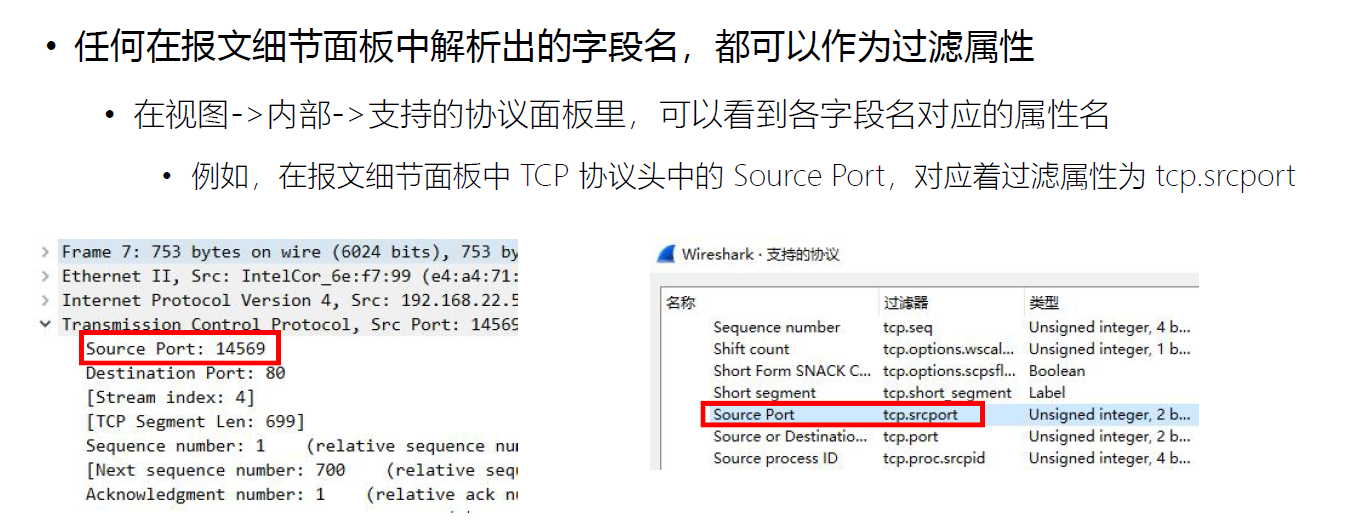 • 任何在报文细节面板中解析出的字段名，都可以作为过滤属性
• 在视图->内部->支持的协议面板里，可以看到各字段名对应的属性名
• 例如，在报文细节面板中 TCP 协议头中的 Source Port，对应着过滤属性为 tcp.srcport
Frame 7: 753 bytes on wire (6024 bits), 753 by
Ethernet II, Src: IntelCor_6e:f7:99 (e4:a4:71:
Internet Protocol Version 4, Src: 192.168.22.5
Transmission Control Protocol, Src Port: 14569
Source Port: 14569
Destination Port: 80
[Stream index: 4]
[TCP Segment Len: 699]
Sequence number: 1 (relative sequence nu
[Next sequence number: 700 (relative seq
Acknowledgment number: 1 (relative ack n
Wireshark · 支持的协议
名称 过滤器 类型
Sequence number tcp.seq Unsigned integer, 4 b...
Shift count tcp.options.wscal... Unsigned integer, 1 b...
Short Form SNACK C... tcp.options.scpsfl... Boolean
Short segment tcp.short_segment Label
Source Port tcp.srcport Unsigned integer, 2 b...
Source or Destinatio... tcp.port Unsigned integer, 2 b...
Source process ID tcp.proc.srcpid Unsigned integer, 4 b...